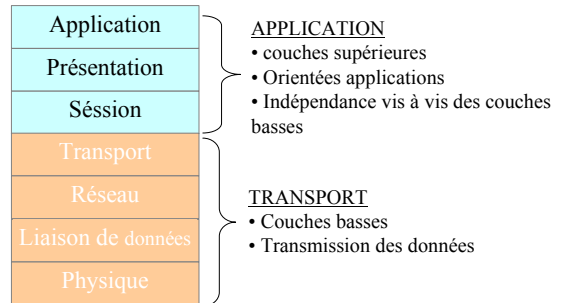 Application
Présentation
Séssion
Transport
Réseau
Liaison de données
Physique
APPLICATION
• couches supérieures
• Orientées applications
• Indépendance vis à vis des couches
basses
TRANSPORT
• Couches basses
• Transmission des données